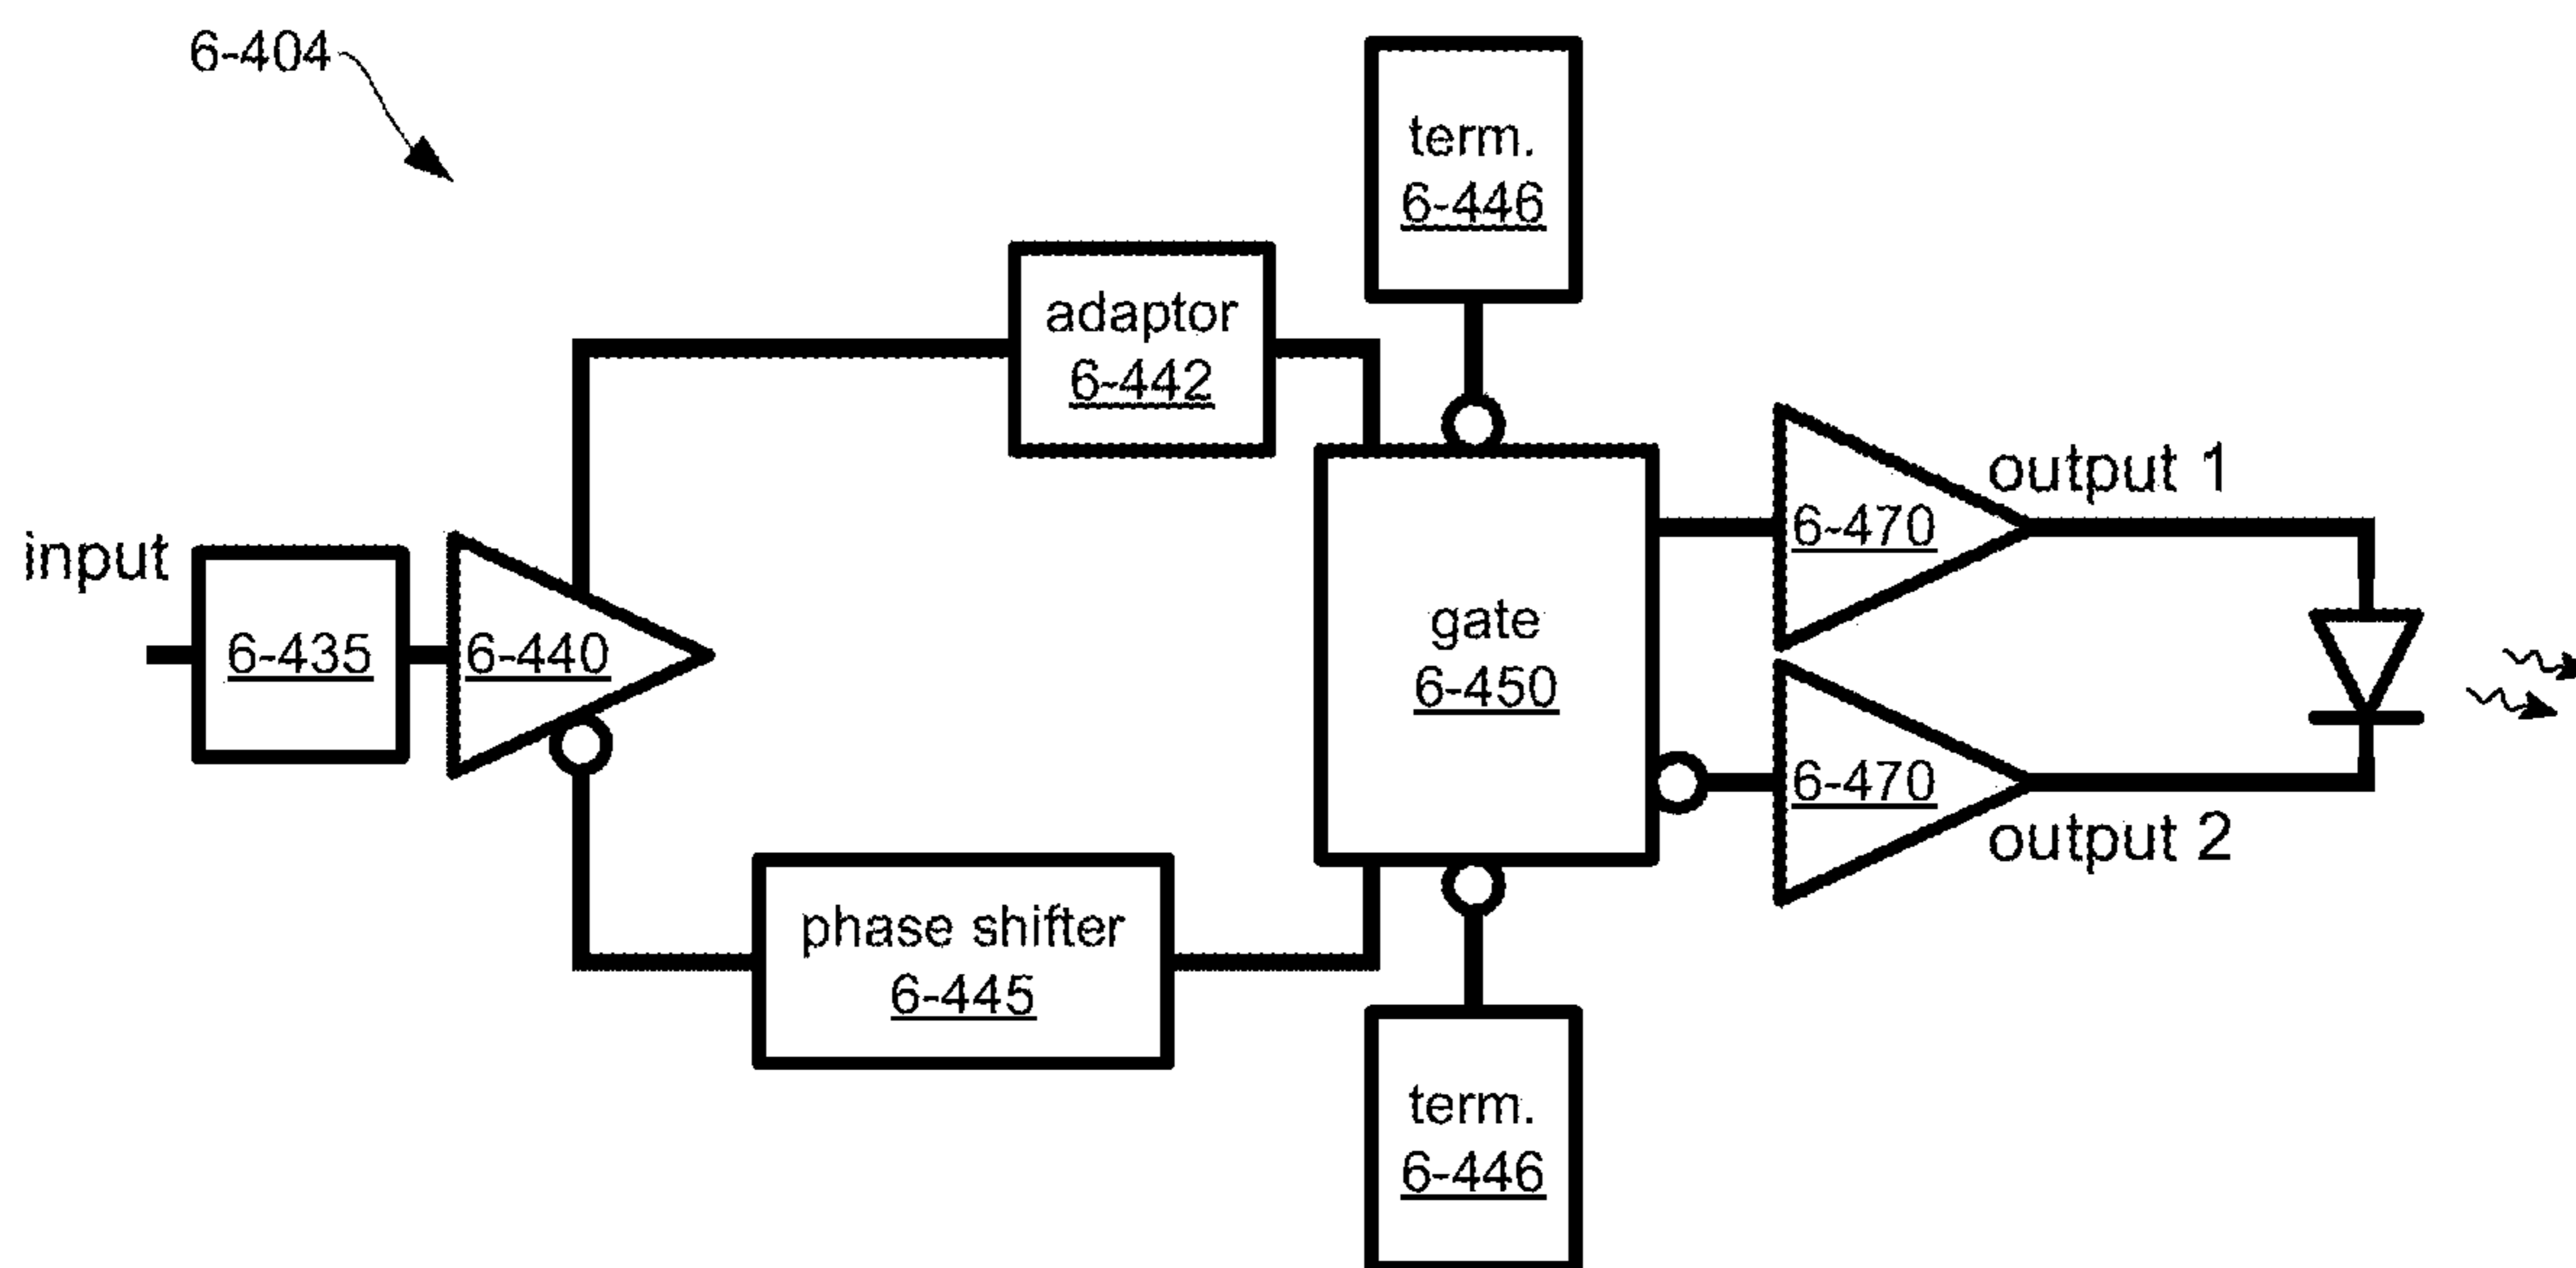 6-404
term.
6-446
adaptor
6-442
input
6-435
6-440
gate
6-450
6-470
output 1
6-470
output 2
phase shifter
6-445
term.
6-446